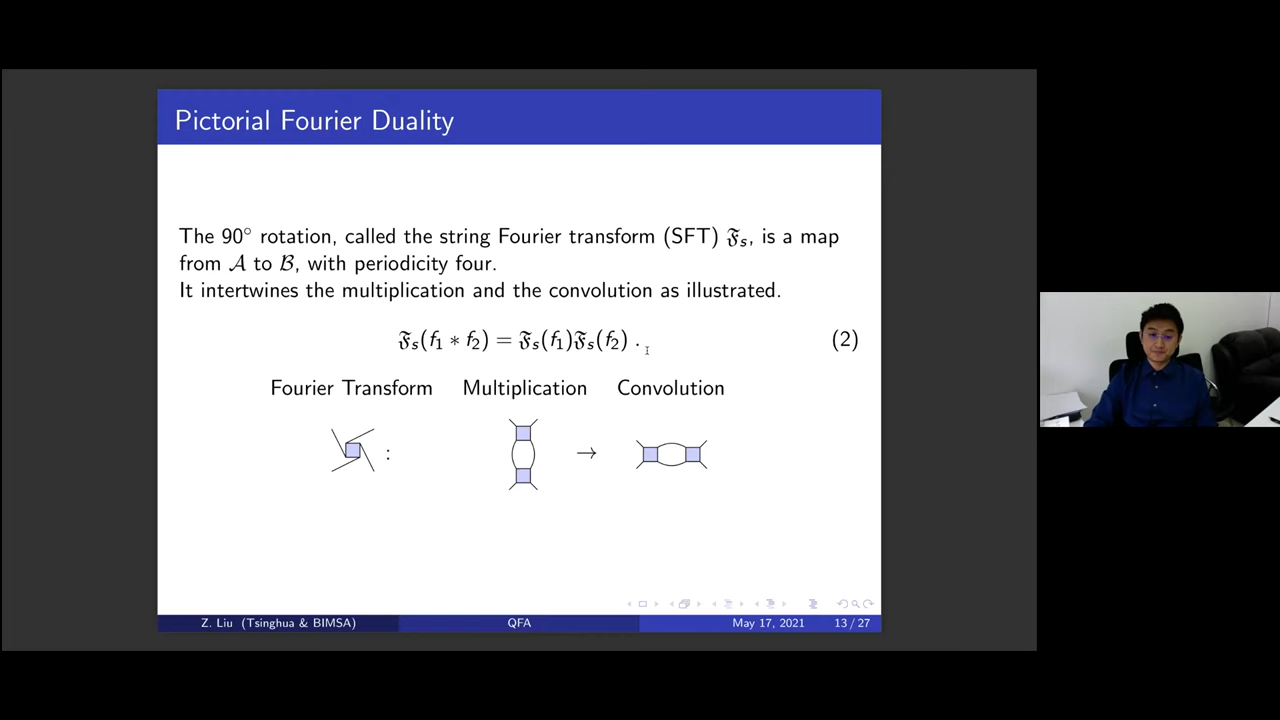 Pictorial Fourier Duality
The 90° rotation, called the string Fourier transform (SFT) 𝔉ₛ, is a map
from 𝒜 to ℬ, with periodicity four.
It intertwines the multiplication and the convolution as illustrated.
𝔉ₛ(f₁ * f₂) = 𝔉ₛ(f₁)𝔉ₛ(f₂) . (2)
Fourier Transform Multiplication Convolution
: →
Z. Liu (Tsinghua & BIMSA) QFA May 17, 2021 13 / 27